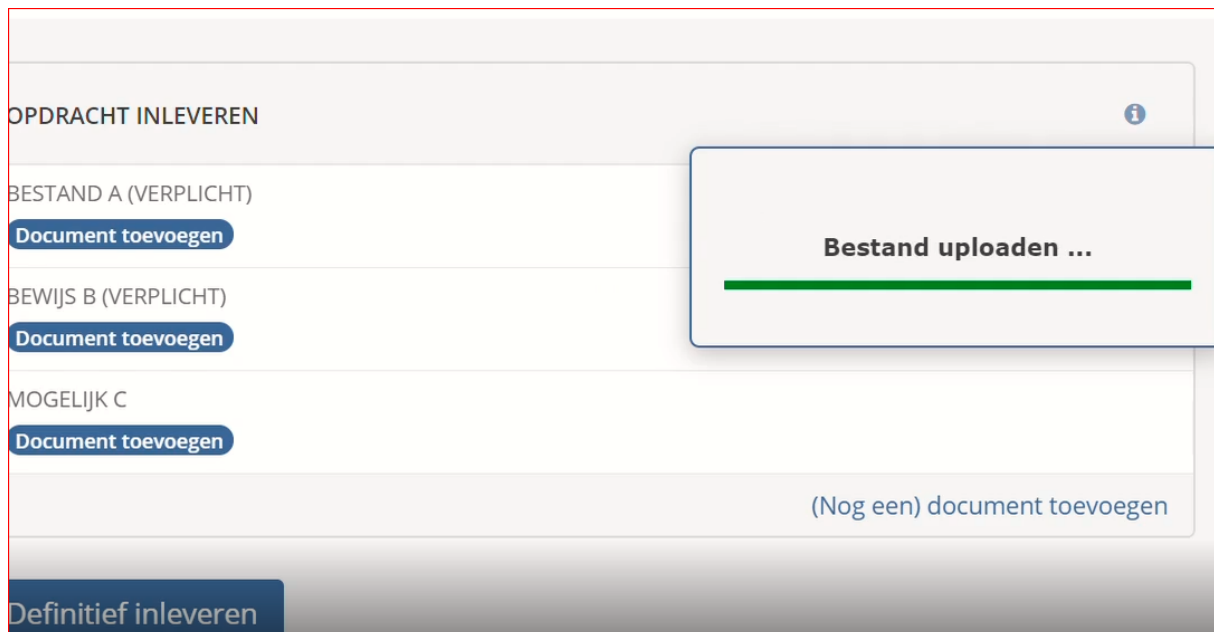 OPDRACHT INLEVEREN
BESTAND A (VERPLICHT)
Document toevoegen
Bestand uploaden ...
BEWIJS B (VERPLICHT)
Document toevoegen
MOGELIJK C
Document toevoegen
(Nog een) document toevoegen
Definitief inleveren